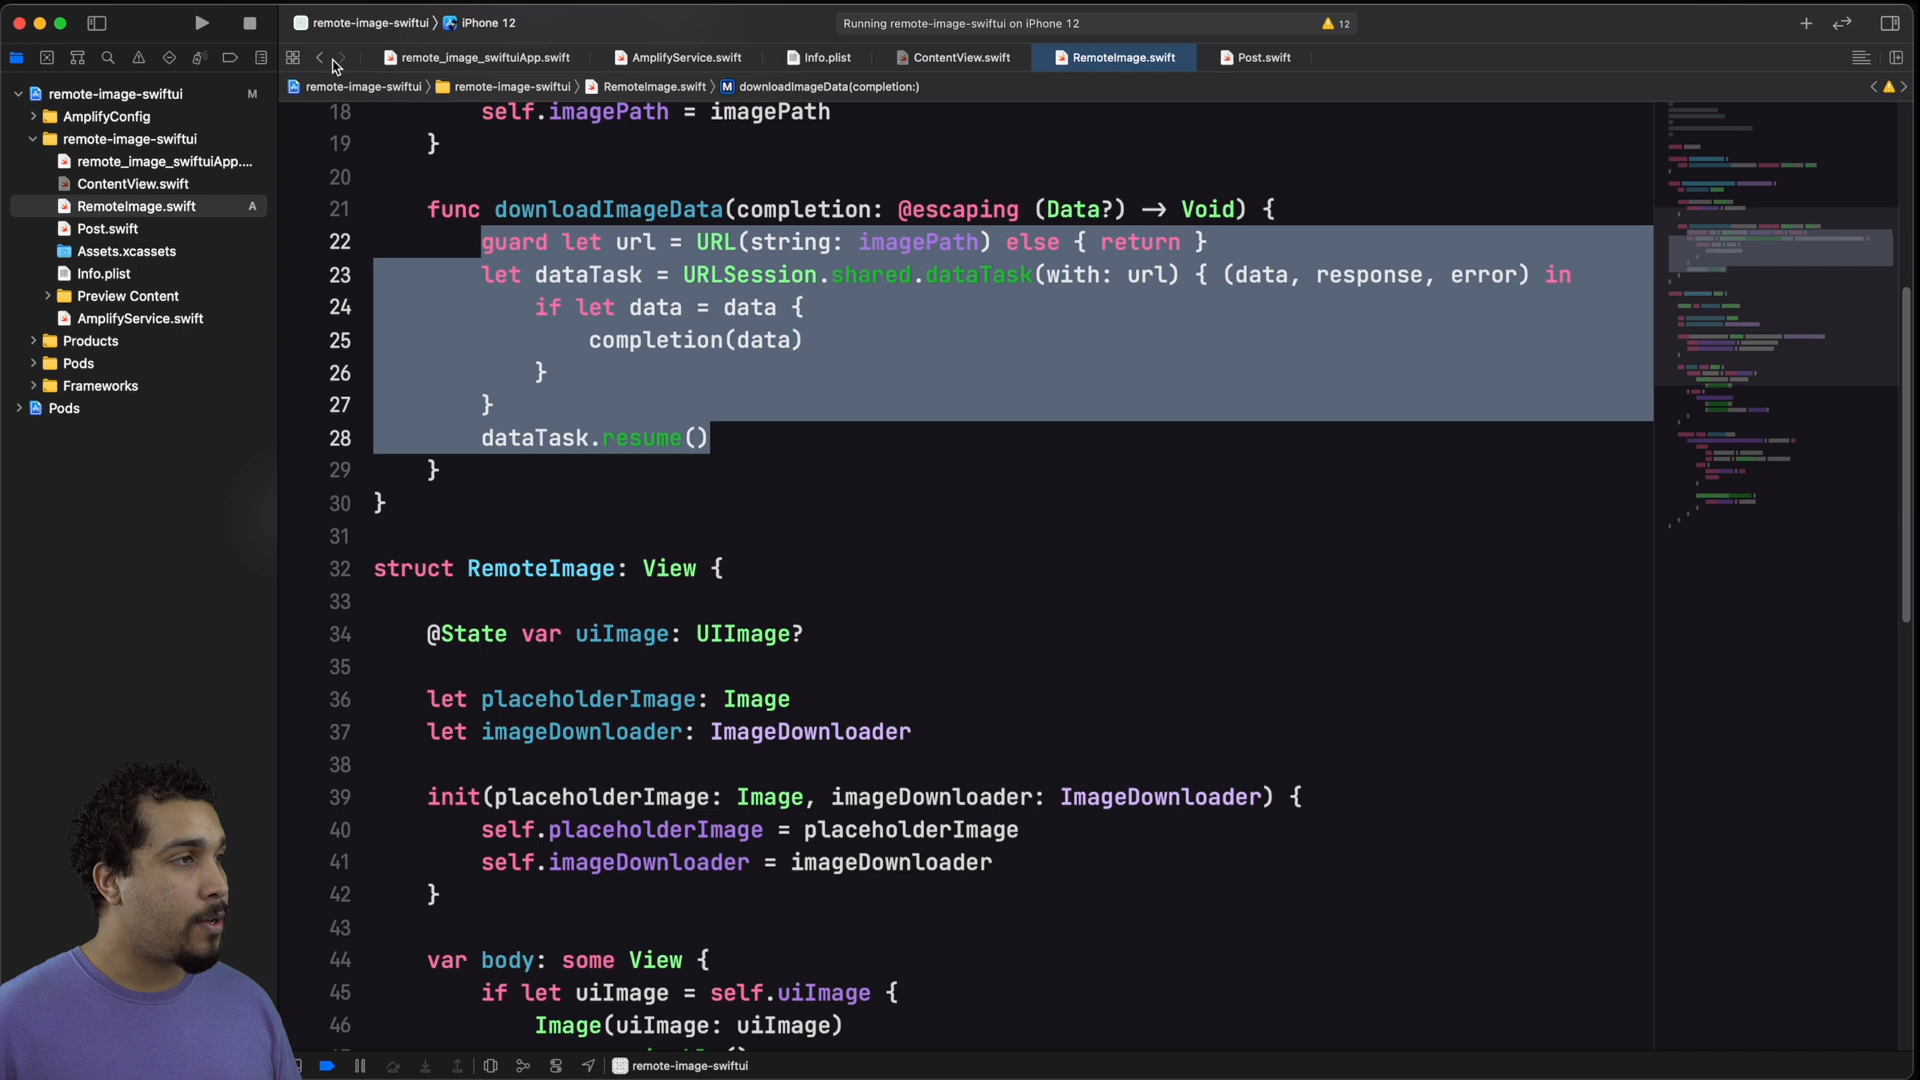 remote-image-swiftui 〉 iPhone 12
Running remote-image-swiftui on iPhone 12
12
remote_image_swiftuiApp.swift
AmplifyService.swift
Info.plist
ContentView.swift
RemoteImage.swift
Post.swift
remote-image-swiftui 〉 remote-image-swiftui 〉 RemoteImage.swift 〉 M downloadImageData(completion:)
remote-image-swiftui M
AmplifyConfig
remote-image-swiftui
remote_image_swiftuiApp....
ContentView.swift
RemoteImage.swift A
Post.swift
Assets.xcassets
Info.plist
Preview Content
AmplifyService.swift
Products
Pods
Frameworks
Pods
18 self.imagePath = imagePath
19 }
20
21 func downloadImageData(completion: @escaping (Data?) -> Void) {
22 guard let url = URL(string: imagePath) else { return }
23 let dataTask = URLSession.shared.dataTask(with: url) { (data, response, error) in
24 if let data = data {
25 completion(data)
26 }
27 }
28 dataTask.resume()
29 }
30 }
31
32 struct RemoteImage: View {
33
34 @State var uiImage: UIImage?
35
36 let placeholderImage: Image
37 let imageDownloader: ImageDownloader
38
39 init(placeholderImage: Image, imageDownloader: ImageDownloader) {
40 self.placeholderImage = placeholderImage
41 self.imageDownloader = imageDownloader
42 }
43
44 var body: some View {
45 if let uiImage = self.uiImage {
46 Image(uiImage: uiImage)
remote-image-swiftui